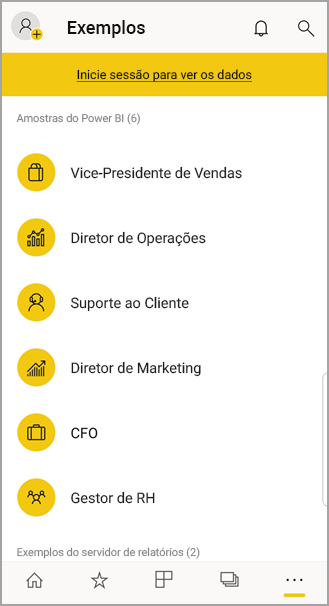 Exemplos
Inicie sessão para ver os dados
Amostras do Power BI (6)
Vice-Presidente de Vendas
Diretor de Operações
Suporte ao Cliente
Diretor de Marketing
CFO
Gestor de RH
Exemplos do servidor de relatórios (2)